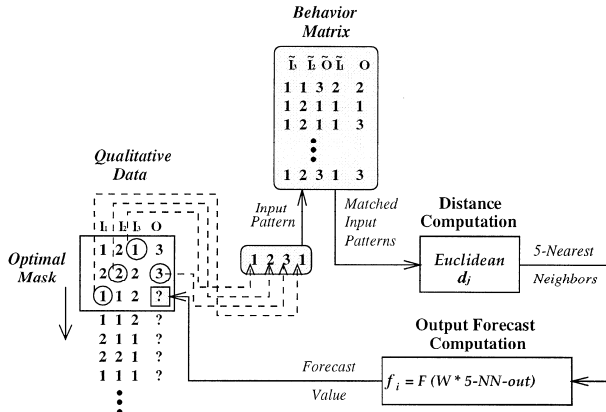 Behavior
Matrix
Ĩ₃ Ĩ₂ Õ Ĩ₁ O
1 1 3 2 2
1 2 1 1 1
1 2 1 1 3
1 2 3 1 3
Qualitative
Data
I₁ I₂ I₃ O
1 2 1 3
2 2 2 3
1 1 2 ?
1 1 2 ?
2 1 1 ?
2 2 1 ?
1 1 1 ?
Optimal
Mask
Input
Pattern
1 2 3 1
Matched
Input
Patterns
Distance
Computation
Euclidean
dⱼ
5-Nearest
Neighbors
Output Forecast
Computation
fᵢ = F (W * 5-NN-out)
Forecast
Value